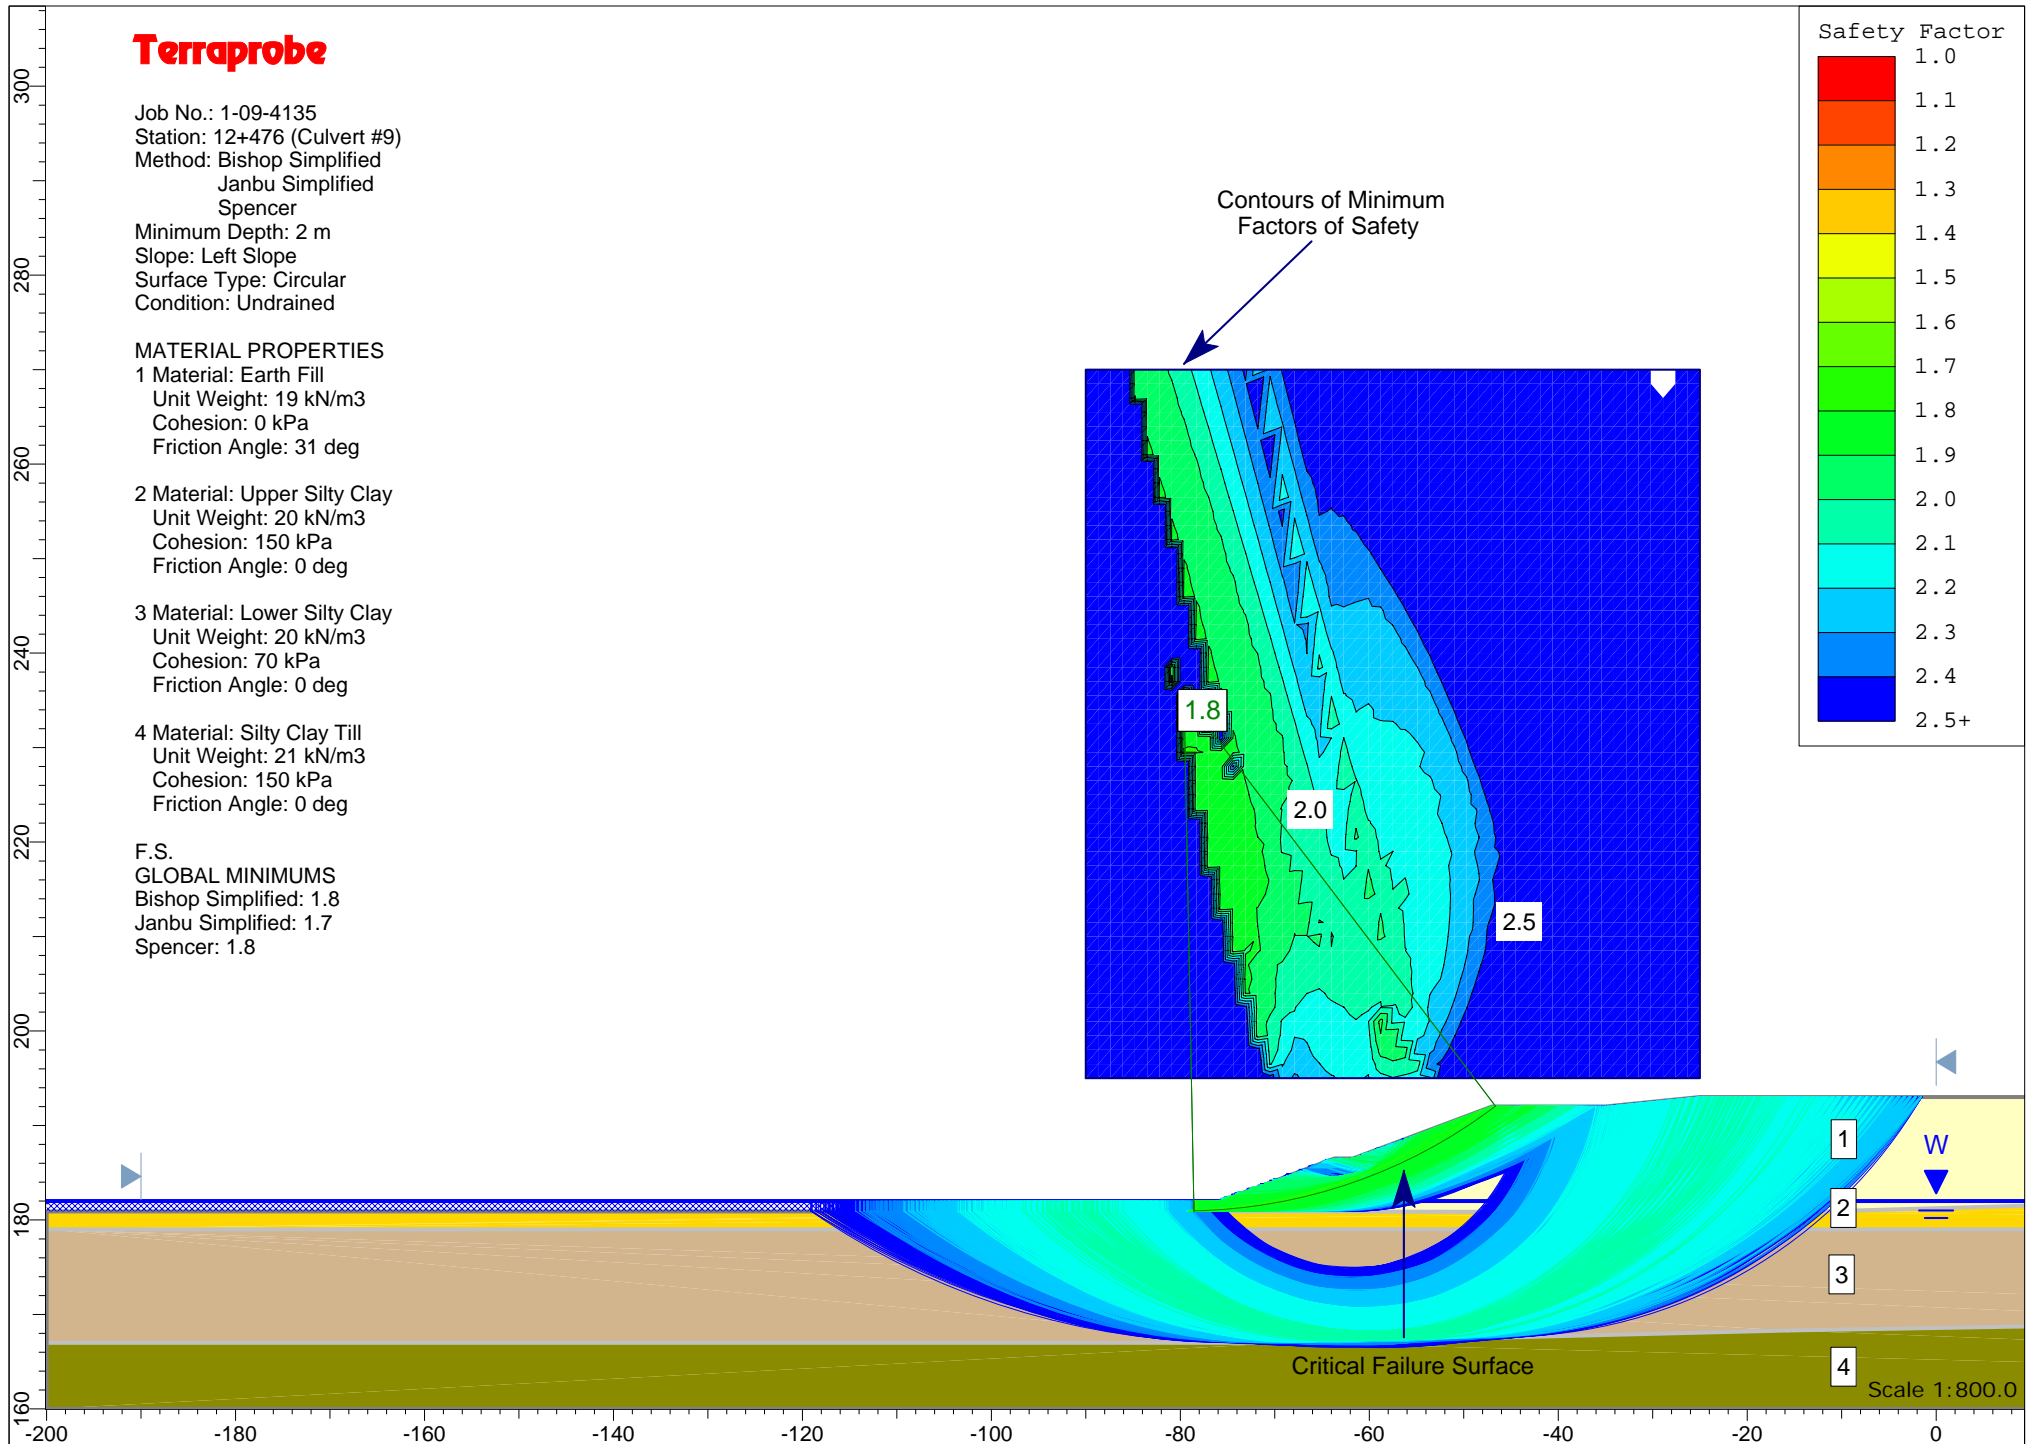 Terraprobe
Job No.: 1-09-4135
Station: 12+476 (Culvert #9)
Method: Bishop Simplified
Janbu Simplified
Spencer
Minimum Depth: 2 m
Slope: Left Slope
Surface Type: Circular
Condition: Undrained
MATERIAL PROPERTIES
1 Material: Earth Fill
Unit Weight: 19 kN/m3
Cohesion: 0 kPa
Friction Angle: 31 deg
2 Material: Upper Silty Clay
Unit Weight: 20 kN/m3
Cohesion: 150 kPa
Friction Angle: 0 deg
3 Material: Lower Silty Clay
Unit Weight: 20 kN/m3
Cohesion: 70 kPa
Friction Angle: 0 deg
4 Material: Silty Clay Till
Unit Weight: 21 kN/m3
Cohesion: 150 kPa
Friction Angle: 0 deg
F.S.
GLOBAL MINIMUMS
Bishop Simplified: 1.8
Janbu Simplified: 1.7
Spencer: 1.8
Contours of Minimum
Factors of Safety
1.8
2.0
2.5
Safety Factor
1.0
1.1
1.2
1.3
1.4
1.5
1.6
1.7
1.8
1.9
2.0
2.1
2.2
2.3
2.4
2.5+
1
W
2
3
4
Critical Failure Surface
Scale 1:800.0
300
280
260
240
220
200
180
160
-200
-180
-160
-140
-120
-100
-80
-60
-40
-20
0